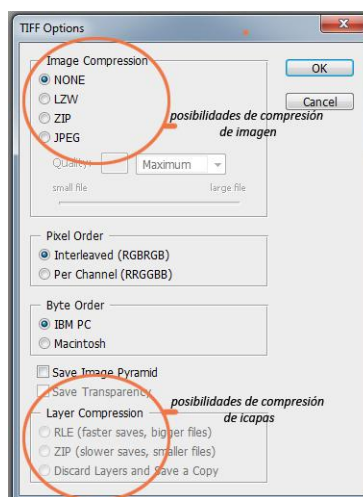 TIFF Options
Image Compression
NONE
LZW
ZIP
JPEG
posibilidades de compresión
de imagen
OK
Cancel
Quality:
Maximum
small file
large file
Pixel Order
Interleaved (RGBRGB)
Per Channel (RRGGBB)
Byte Order
IBM PC
Macintosh
Save Image Pyramid
Save Transparency
posibilidades de compresión
de icapas
Layer Compression
RLE (faster saves, bigger files)
ZIP (slower saves, smaller files)
Discard Layers and Save a Copy